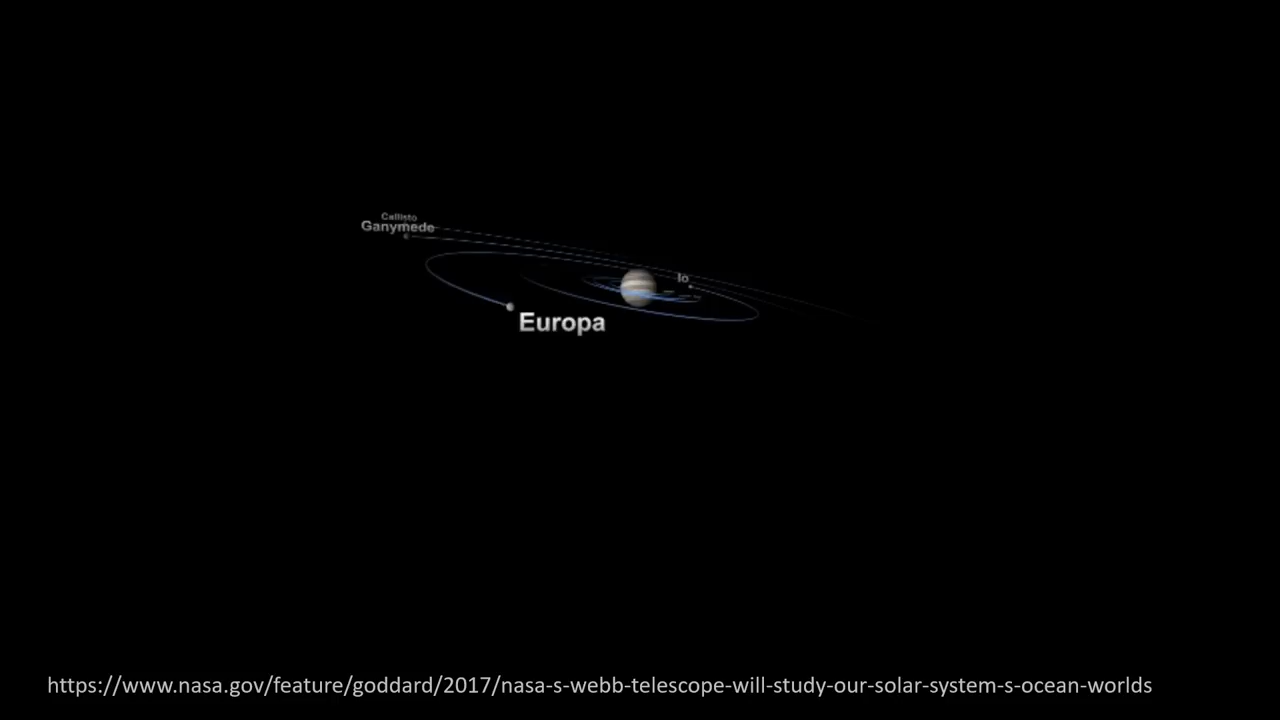 Callisto
Ganymede
Io
Europa
https://www.nasa.gov/feature/goddard/2017/nasa-s-webb-telescope-will-study-our-solar-system-s-ocean-worlds